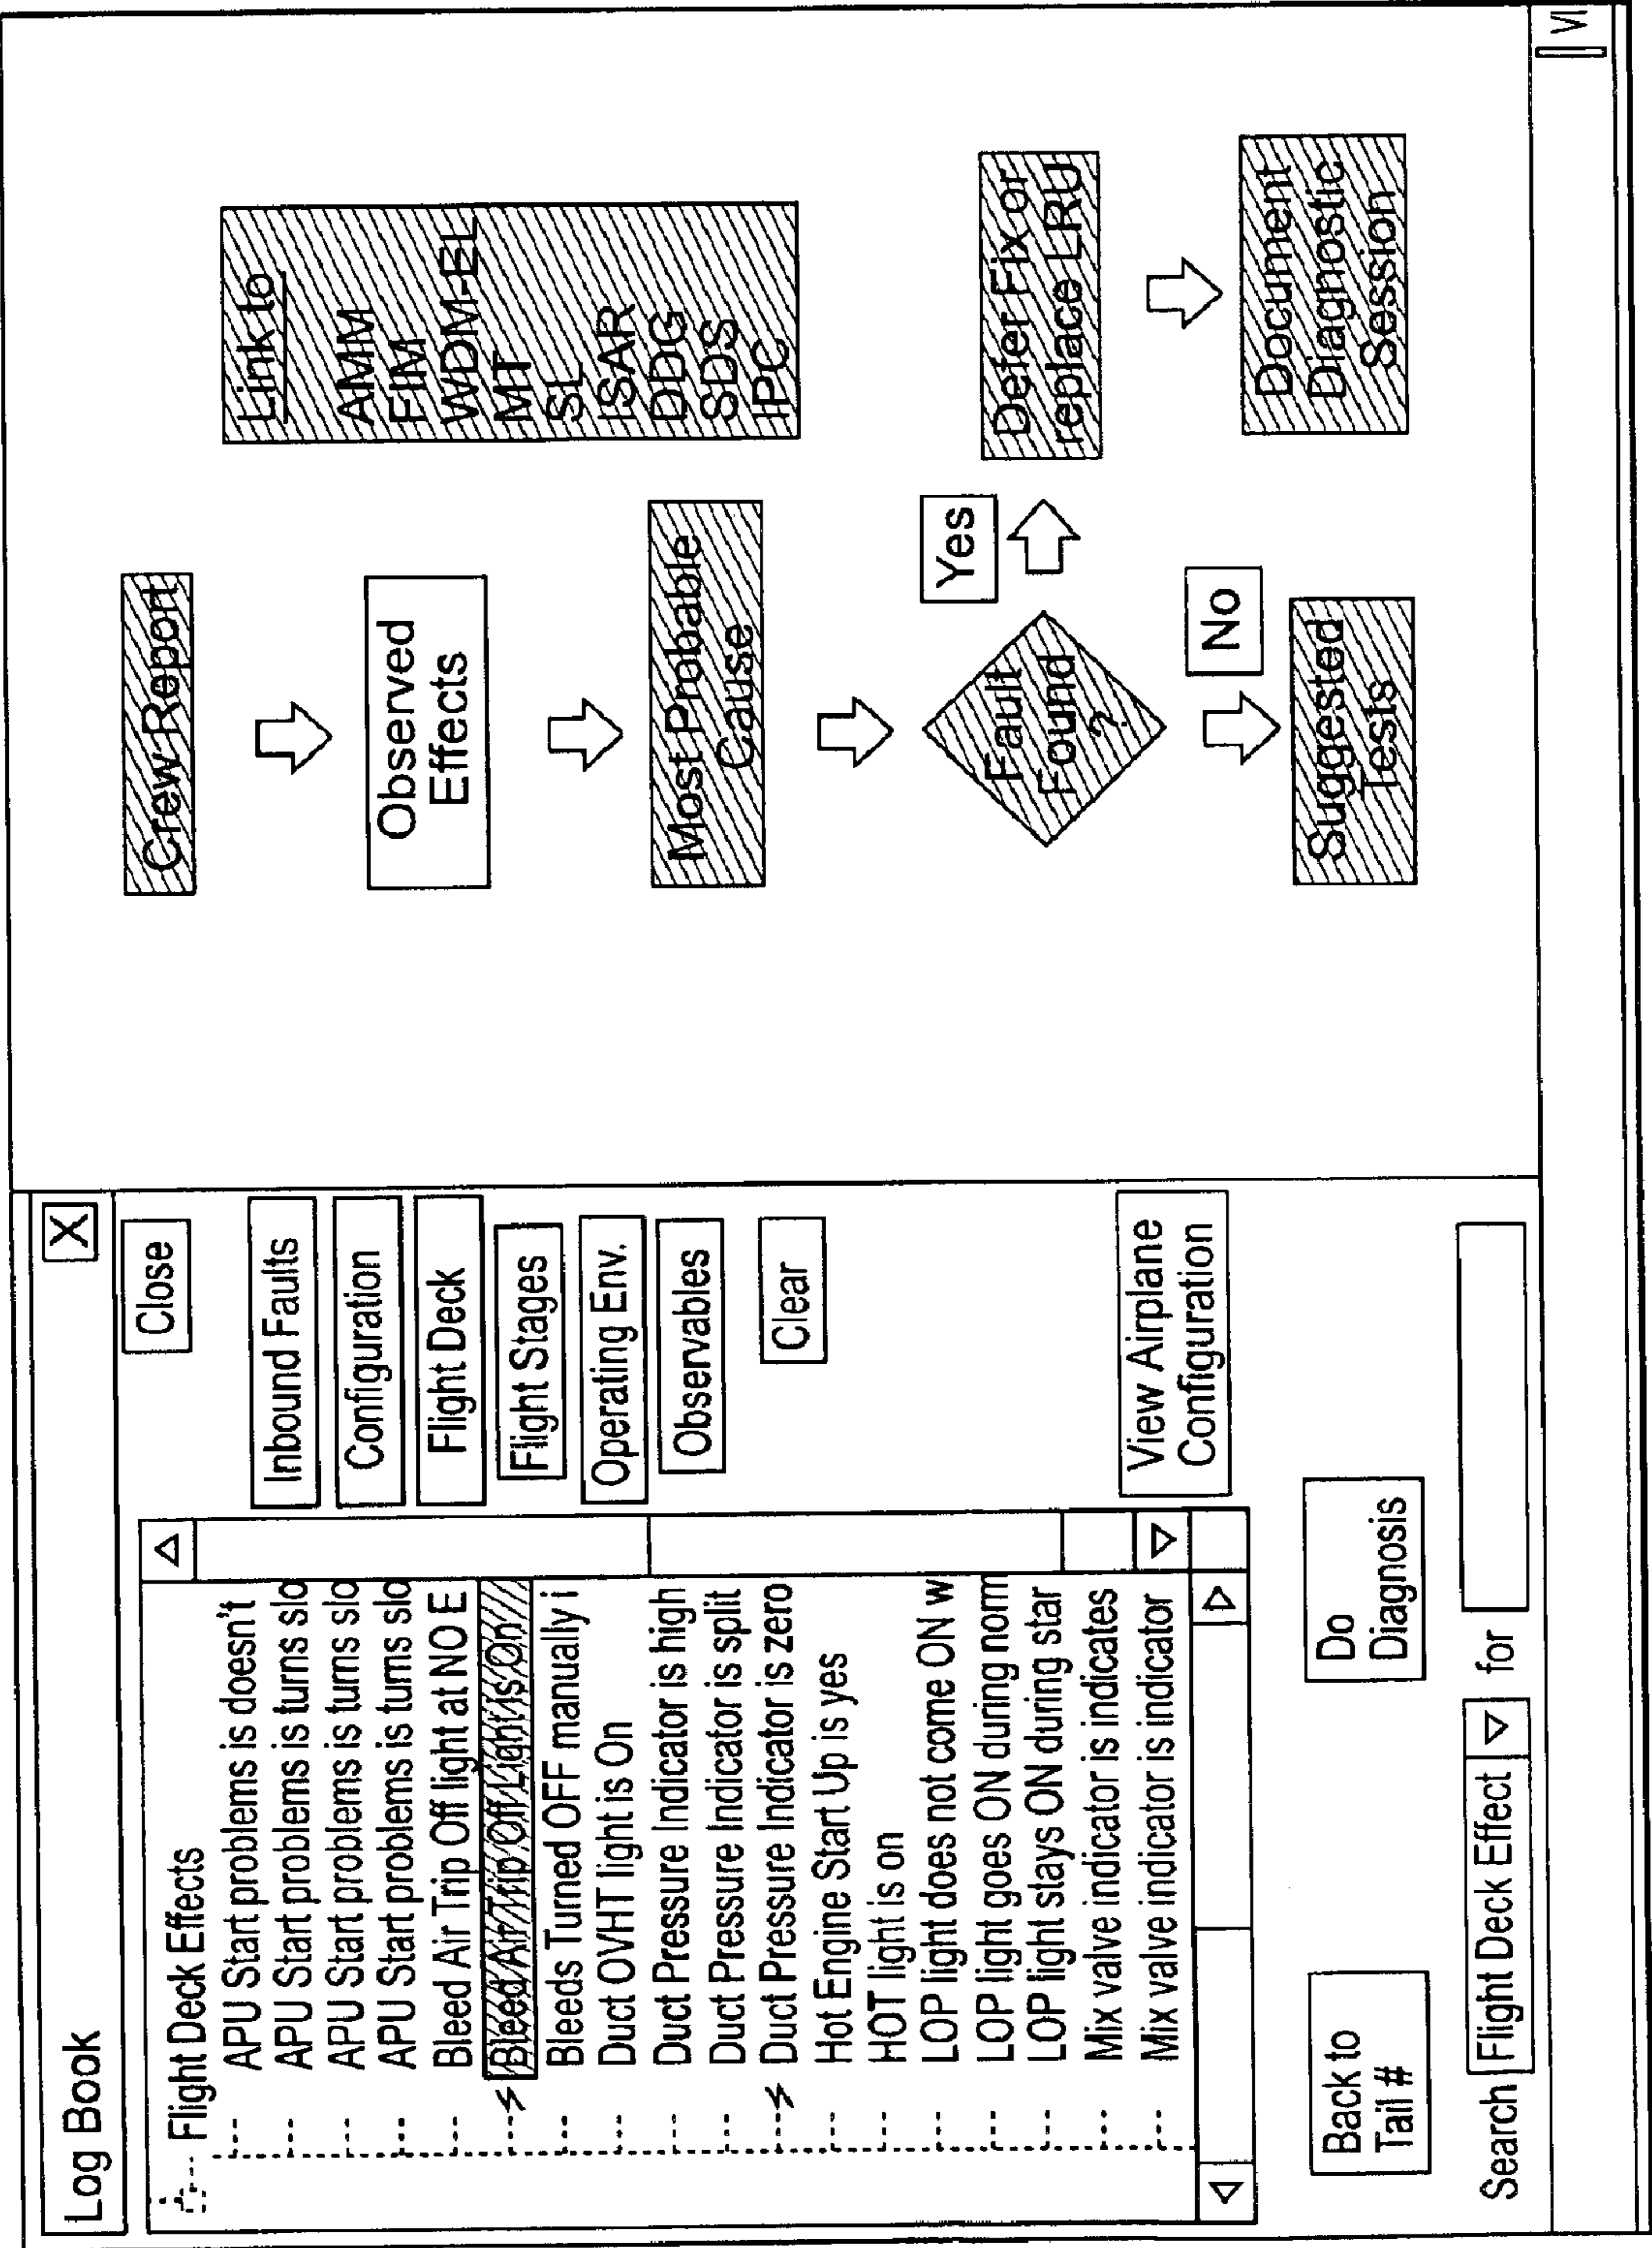 Log Book
X
Close
Flight Deck Effects
APU Start problems is doesn't
APU Start problems is turns slo
APU Start problems is turns slo
APU Start problems is turns slo
Bleed Air Trip Off light at NO E
Bleed Air Trip Off Light is On
Bleeds Turned OFF manually i
Duct OVHT light is On
Duct Pressure Indicator is high
Duct Pressure Indicator is split
Duct Pressure Indicator is zero
Hot Engine Start Up is yes
HOT light is on
LOP light does not come ON w
LOP light goes ON during norm
LOP light stays ON during star
Mix valve indicator is indicates
Mix valve indicator is indicator
Inbound Faults
Configuration
Flight Deck
Flight Stages
Operating Env.
Observables
Clear
View Airplane
Configuration
Back to
Tail #
Do
Diagnosis
Search Flight Deck Effect for
Crew Report
Observed
Effects
Most Probable
Cause
Fault
Found
?
Yes
No
Suggested
Tests
Link to
AMM
FIM
WDM-EL
MT
SL
ISAR
DDG
SDS
IPC
Defer Fix or
replace LRU
Document
Diagnostic
Session
VI